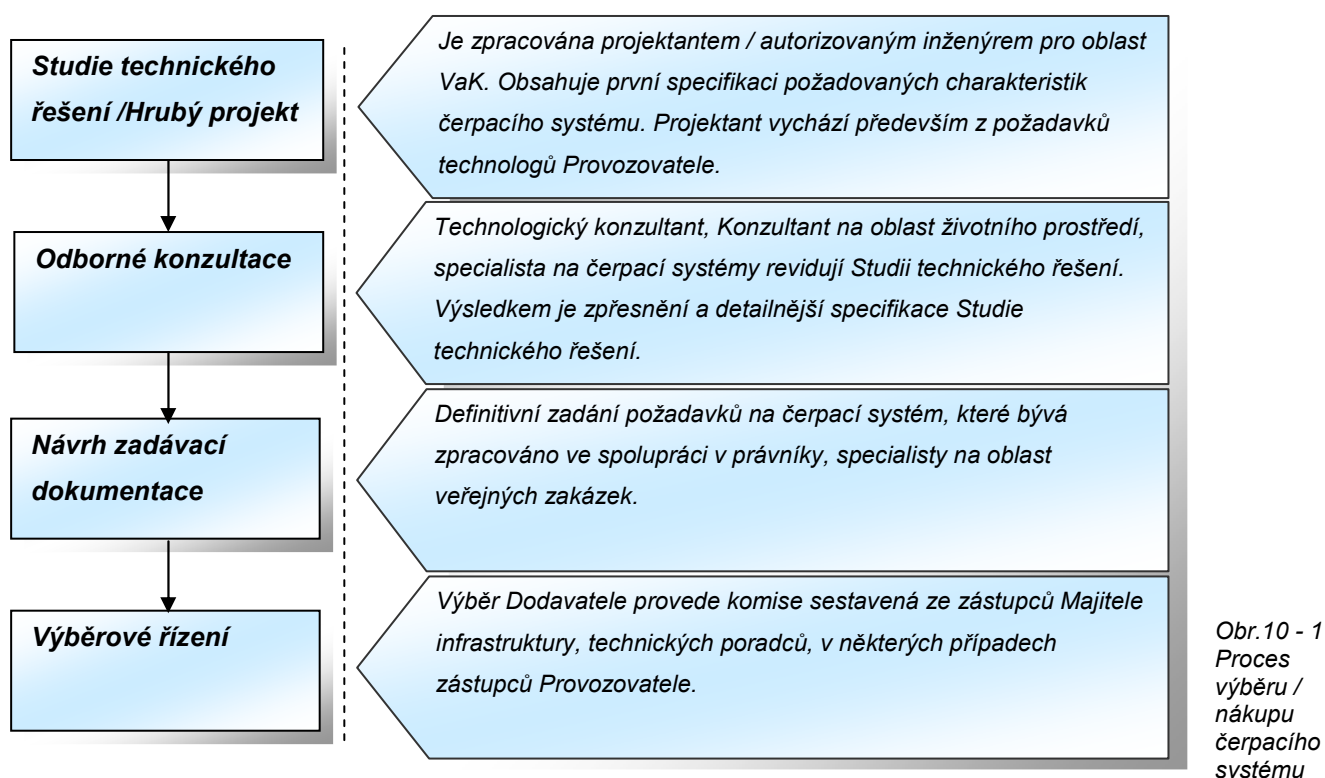 Studie technického
řešení /Hrubý projekt
Je zpracována projektantem / autorizovaným inženýrem pro oblast
VaK. Obsahuje první specifikaci požadovaných charakteristik
čerpacího systému. Projektant vychází především z požadavků
technologů Provozovatele.
Odborné konzultace
Technologický konzultant, Konzultant na oblast životního prostředí,
specialista na čerpací systémy revidují Studii technického řešení.
Výsledkem je zpřesnění a detailnější specifikace Studie
technického řešení.
Návrh zadávací
dokumentace
Definitivní zadání požadavků na čerpací systém, které bývá
zpracováno ve spolupráci v právníky, specialisty na oblast
veřejných zakázek.
Výběrové řízení
Výběr Dodavatele provede komise sestavená ze zástupců Majitele
infrastruktury, technických poradců, v některých případech
zástupců Provozovatele.
Obr.10 - 1
Proces
výběru /
nákupu
čerpacího
systému